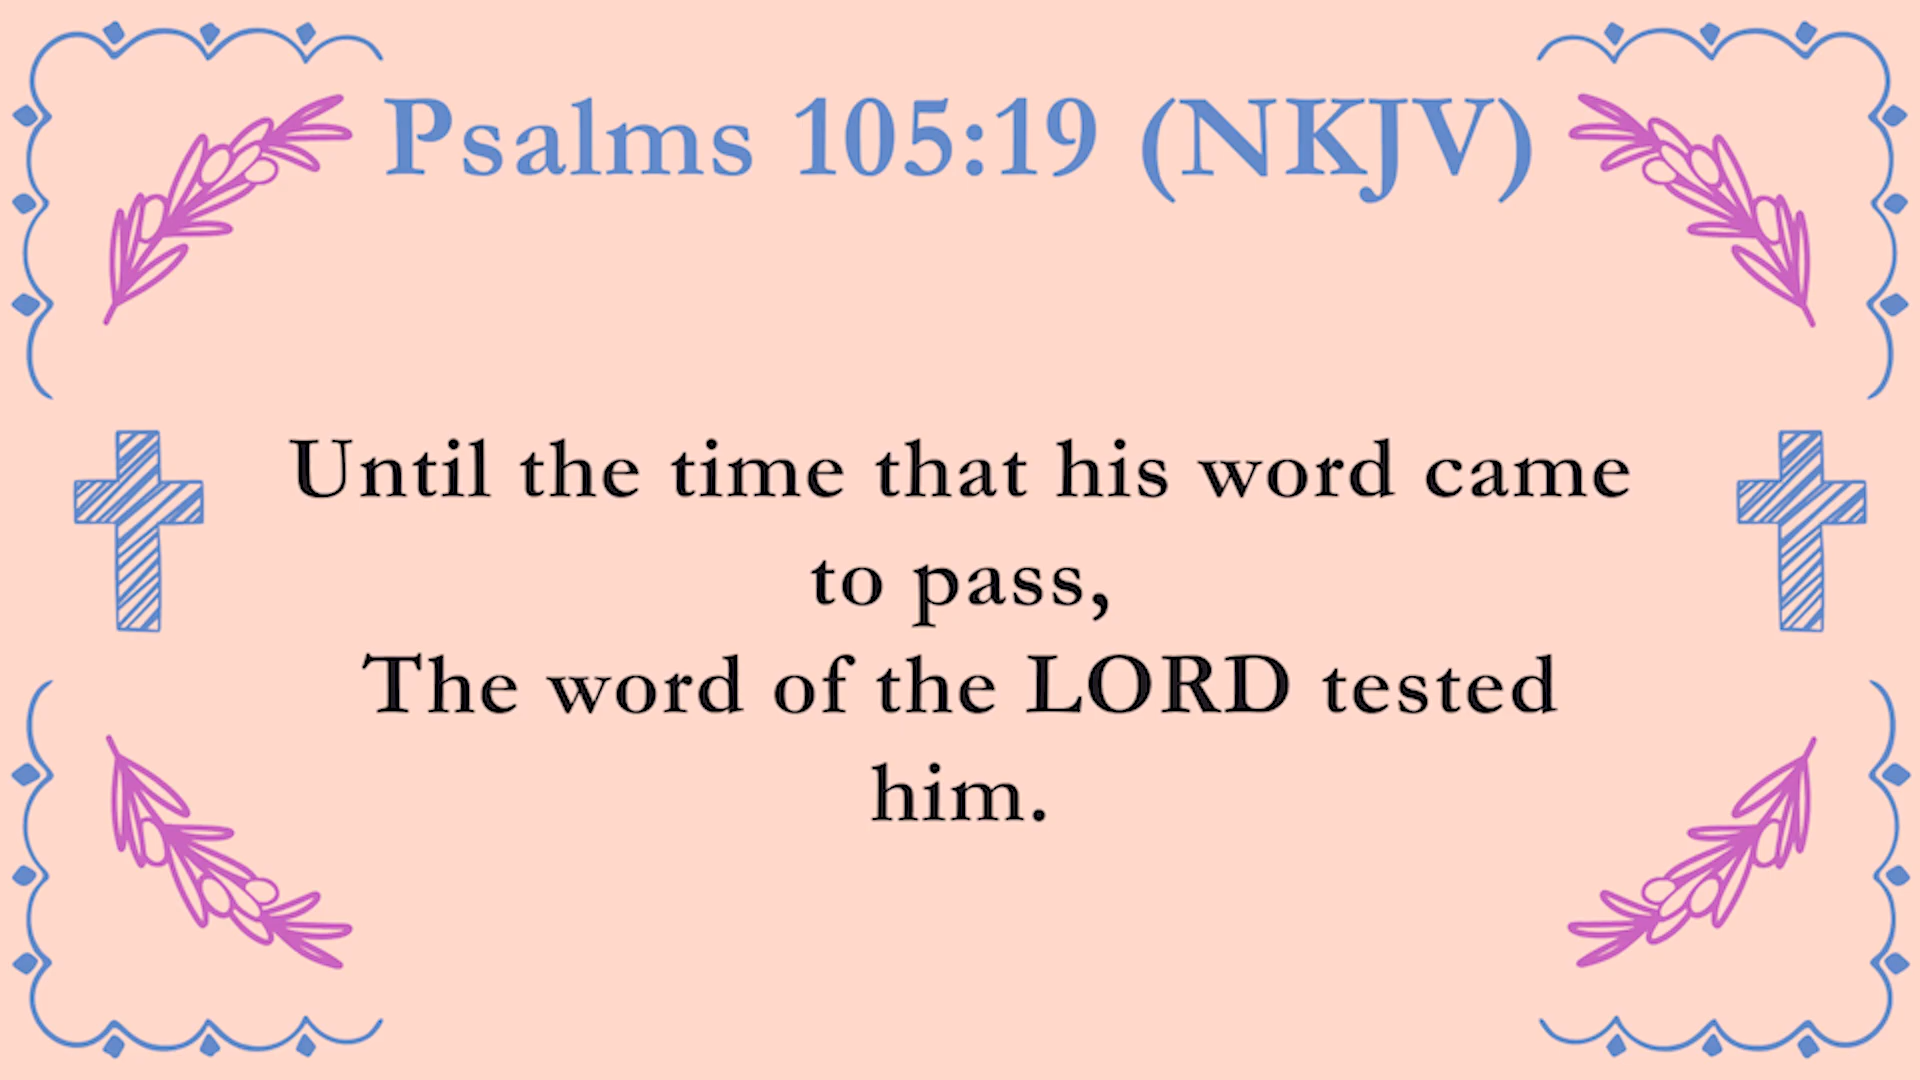 Psalms 105:19 (NKJV)
Until the time that his word came
to pass,
The word of the LORD tested
him.